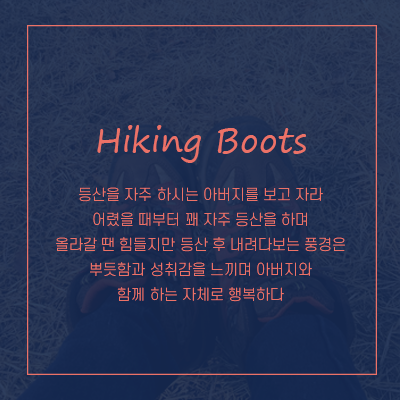 Hiking Boots
등산을 자주 하시는 아버지를 보고 자라
어렸을 때부터 꽤 자주 등산을 하며
올라갈 땐 힘들지만 등산 후 내려다보는 풍경은
뿌듯함과 성취감을 느끼며 아버지와
함께 하는 자체로 행복하다